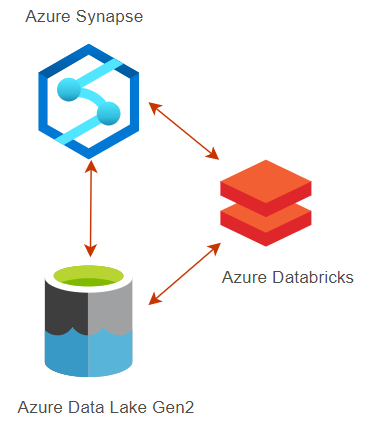 Azure Synapse
Azure Databricks
Azure Data Lake Gen2